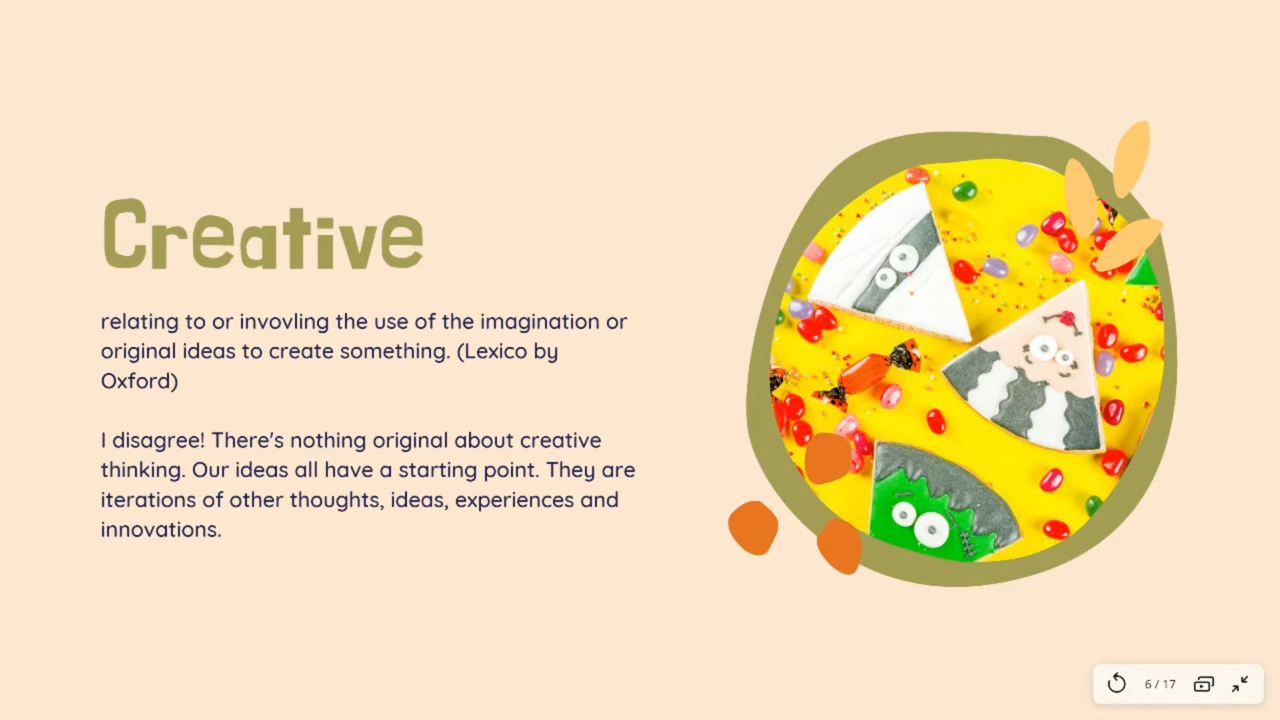 Creative
relating to or invovling the use of the imagination or
original ideas to create something. (Lexico by
Oxford)
I disagree! There's nothing original about creative
thinking. Our ideas all have a starting point. They are
iterations of other thoughts, ideas, experiences and
innovations.
6 / 17